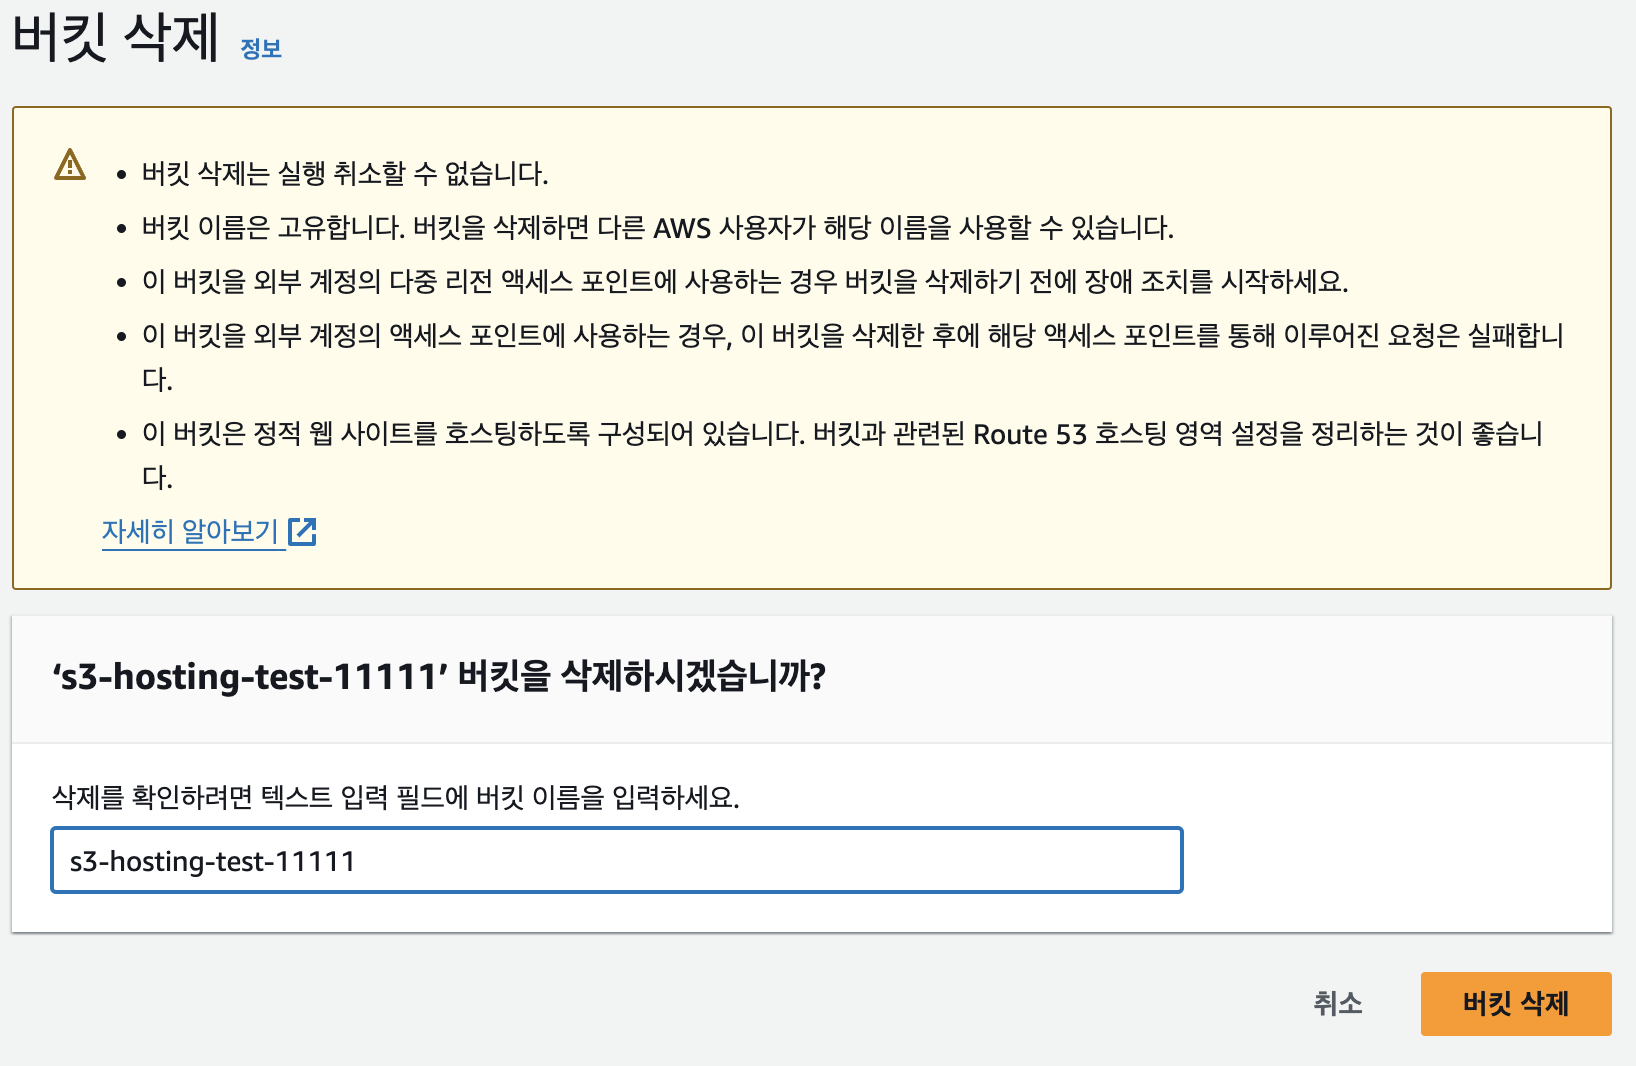 버킷 삭제 정보
버킷 삭제는 실행 취소할 수 없습니다.
버킷 이름은 고유합니다. 버킷을 삭제하면 다른 AWS 사용자가 해당 이름을 사용할 수 있습니다.
이 버킷을 외부 계정의 다중 리전 액세스 포인트에 사용하는 경우 버킷을 삭제하기 전에 장애 조치를 시작하세요.
이 버킷을 외부 계정의 액세스 포인트에 사용하는 경우, 이 버킷을 삭제한 후에 해당 액세스 포인트를 통해 이루어진 요청은 실패합니
다.
이 버킷은 정적 웹 사이트를 호스팅하도록 구성되어 있습니다. 버킷과 관련된 Route 53 호스팅 영역 설정을 정리하는 것이 좋습니
다.
자세히 알아보기
‘s3-hosting-test-11111’ 버킷을 삭제하시겠습니까?
삭제를 확인하려면 텍스트 입력 필드에 버킷 이름을 입력하세요.
s3-hosting-test-11111
취소 버킷 삭제